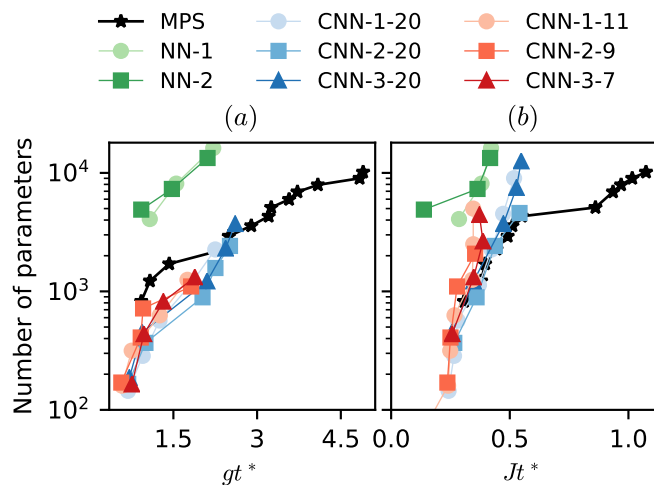 MPS CNN-1-20 CNN-1-11
NN-1 CNN-2-20 CNN-2-9
NN-2 CNN-3-20 CNN-3-7
(a) (b)
Number of parameters
10^4
10^3
10^2
1.5 3 4.5 0.0 0.5 1.0
gt* Jt*